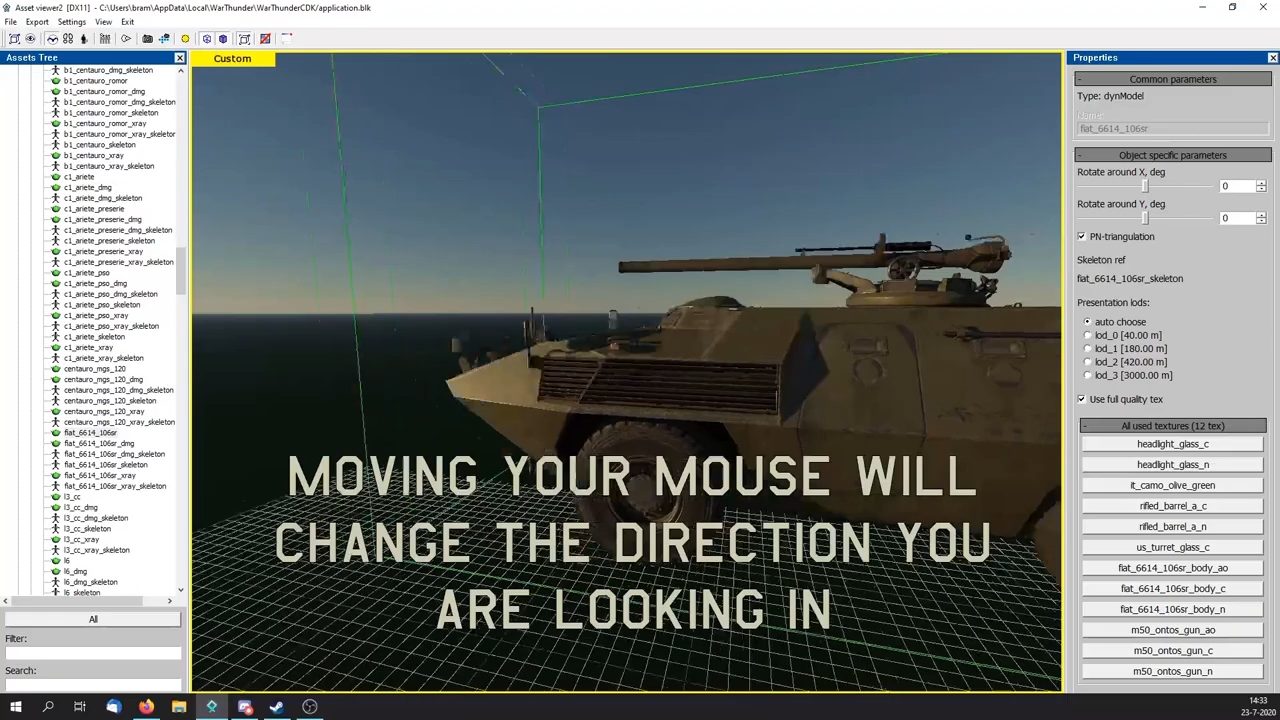 Asset viewer2 [DX11] - C:\Users\bram\AppData\Local\WarThunder\WarThunderCDK/application.blk
File Export Settings View Exit
Assets Tree
b1_centauro_dmg_skeleton
b1_centauro_romor
b1_centauro_romor_dmg
b1_centauro_romor_dmg_skeleton
b1_centauro_romor_skeleton
b1_centauro_romor_xray
b1_centauro_romor_xray_skeleton
b1_centauro_skeleton
b1_centauro_xray
b1_centauro_xray_skeleton
c1_ariete
c1_ariete_dmg
c1_ariete_dmg_skeleton
c1_ariete_preserie
c1_ariete_preserie_dmg
c1_ariete_preserie_dmg_skeleton
c1_ariete_preserie_skeleton
c1_ariete_preserie_xray
c1_ariete_preserie_xray_skeleton
c1_ariete_pso
c1_ariete_pso_dmg
c1_ariete_pso_dmg_skeleton
c1_ariete_pso_skeleton
c1_ariete_pso_xray
c1_ariete_pso_xray_skeleton
c1_ariete_skeleton
c1_ariete_xray
c1_ariete_xray_skeleton
centauro_mgs_120
centauro_mgs_120_dmg
centauro_mgs_120_dmg_skeleton
centauro_mgs_120_skeleton
centauro_mgs_120_xray
centauro_mgs_120_xray_skeleton
fiat_6614_106sr
fiat_6614_106sr_dmg
fiat_6614_106sr_dmg_skeleton
fiat_6614_106sr_skeleton
fiat_6614_106sr_xray
fiat_6614_106sr_xray_skeleton
l3_cc
l3_cc_dmg
l3_cc_dmg_skeleton
l3_cc_skeleton
l3_cc_xray
l3_cc_xray_skeleton
l6
l6_dmg
l6_dmg_skeleton
l6_skeleton
All
Filter:
Search:
Custom
MOVING YOUR MOUSE WILL
CHANGE THE DIRECTION YOU
ARE LOOKING IN
Properties
Common parameters
Type: dynModel
Name:
fiat_6614_106sr
Object specific parameters
Rotate around X, deg
0
Rotate around Y, deg
0
PN-triangulation
Skeleton ref
fiat_6614_106sr_skeleton
Presentation lods:
auto choose
lod_0 [40.00 m]
lod_1 [180.00 m]
lod_2 [420.00 m]
lod_3 [3000.00 m]
Use full quality tex
All used textures (12 tex)
headlight_glass_c
headlight_glass_n
it_camo_olive_green
rifled_barrel_a_c
rifled_barrel_a_n
us_turret_glass_c
fiat_6614_106sr_body_ao
fiat_6614_106sr_body_c
fiat_6614_106sr_body_n
m50_ontos_gun_ao
m50_ontos_gun_c
m50_ontos_gun_n
14:33
23-7-2020